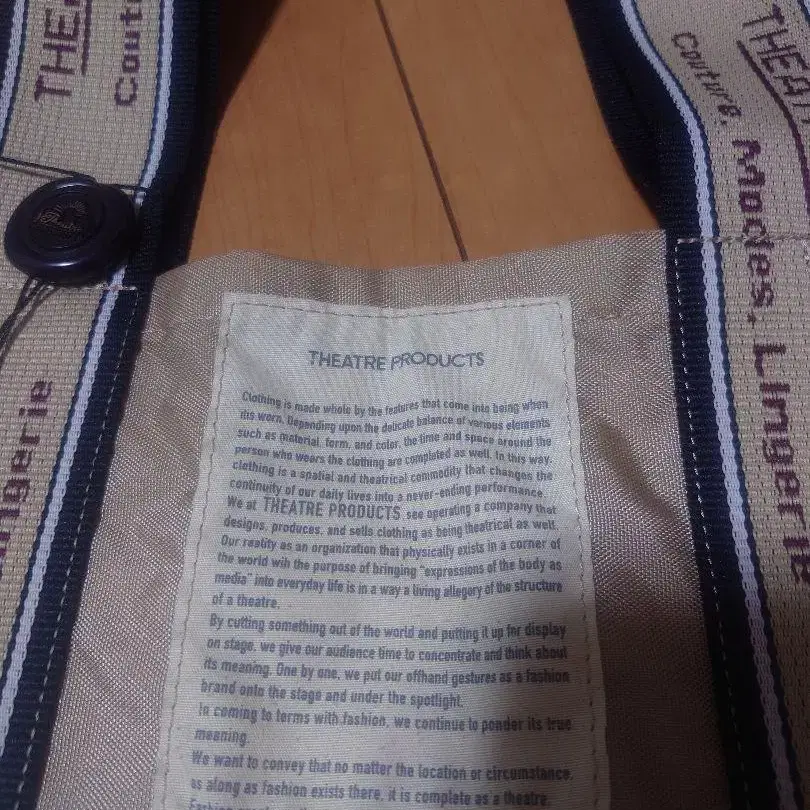 THE
Coutu
THEAT
Couture, Modes, Lingerie
ingerie
THEATRE PRODUCTS
Clothing is made whole by the features that come into being when
itis worn. Depending upon the delicate balance of various elements
such as material, form, and color, the time and space around the
person who wears the clothing are completed as well. In this way,
clothing is a spatial and theatrical commodity that changes the
continuity of our daily lives into a never-ending performance.
We at THEATRE PRODUCTS see operating a company that
designs, produces, and sells clothing as being theatrical as well.
Our reality as an organization that physically exists in a corner of
the world wih the purpose of bringing "expressions of the body as
media" into everyday life is in a way a living allegory of the structure
of a theatre.
By cutting something out of the world and putting it up for display
on stage, we give our audience time to concentrate and think about
its meaning. One by one, we put our offhand gestures as a fashion
brand onto the stage and under the spotlight.
In coming to terms with fashion, we continue to ponder its true
meaning.
We want to convey that no matter the location or circumstance,
as along as fashion exists there, it is complate as a theatre.